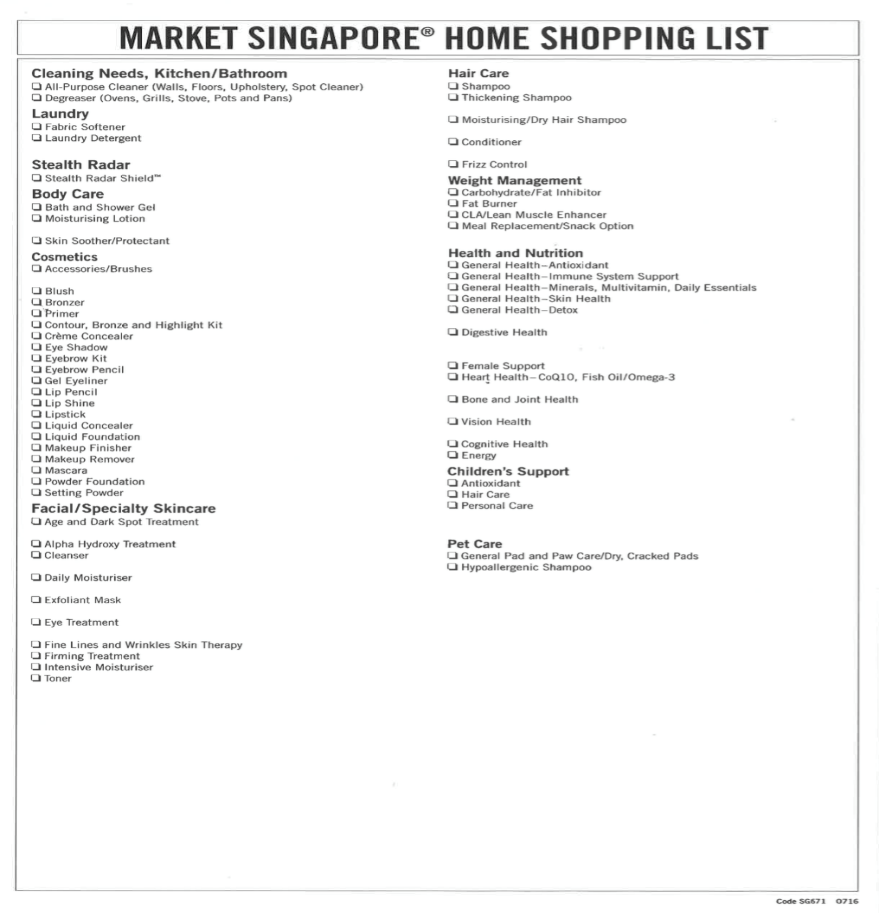 MARKET SINGAPORE® HOME SHOPPING LIST
Cleaning Needs, Kitchen/Bathroom
❏ All-Purpose Cleaner (Walls, Floors, Upholstery, Spot Cleaner)
❏ Degreaser (Ovens, Grills, Stove, Pots and Pans)
Laundry
❏ Fabric Softener
❏ Laundry Detergent
Stealth Radar
❏ Stealth Radar Shield™
Body Care
❏ Bath and Shower Gel
❏ Moisturising Lotion
❏ Skin Soother/Protectant
Cosmetics
❏ Accessories/Brushes
❏ Blush
❏ Bronzer
❏ Primer
❏ Contour, Bronze and Highlight Kit
❏ Crème Concealer
❏ Eye Shadow
❏ Eyebrow Kit
❏ Eyebrow Pencil
❏ Gel Eyeliner
❏ Lip Pencil
❏ Lip Shine
❏ Lipstick
❏ Liquid Concealer
❏ Liquid Foundation
❏ Makeup Finisher
❏ Makeup Remover
❏ Mascara
❏ Powder Foundation
❏ Setting Powder
Facial/Specialty Skincare
❏ Age and Dark Spot Treatment
❏ Alpha Hydroxy Treatment
❏ Cleanser
❏ Daily Moisturiser
❏ Exfoliant Mask
❏ Eye Treatment
❏ Fine Lines and Wrinkles Skin Therapy
❏ Firming Treatment
❏ Intensive Moisturiser
❏ Toner
Hair Care
❏ Shampoo
❏ Thickening Shampoo
❏ Moisturising/Dry Hair Shampoo
❏ Conditioner
❏ Frizz Control
Weight Management
❏ Carbohydrate/Fat Inhibitor
❏ Fat Burner
❏ CLA/Lean Muscle Enhancer
❏ Meal Replacement/Snack Option
Health and Nutrition
❏ General Health–Antioxidant
❏ General Health–Immune System Support
❏ General Health–Minerals, Multivitamin, Daily Essentials
❏ General Health–Skin Health
❏ General Health–Detox
❏ Digestive Health
❏ Female Support
❏ Heart Health–CoQ10, Fish Oil/Omega-3
❏ Bone and Joint Health
❏ Vision Health
❏ Cognitive Health
❏ Energy
Children's Support
❏ Antioxidant
❏ Hair Care
❏ Personal Care
Pet Care
❏ General Pad and Paw Care/Dry, Cracked Pads
❏ Hypoallergenic Shampoo
Code SG671 0716